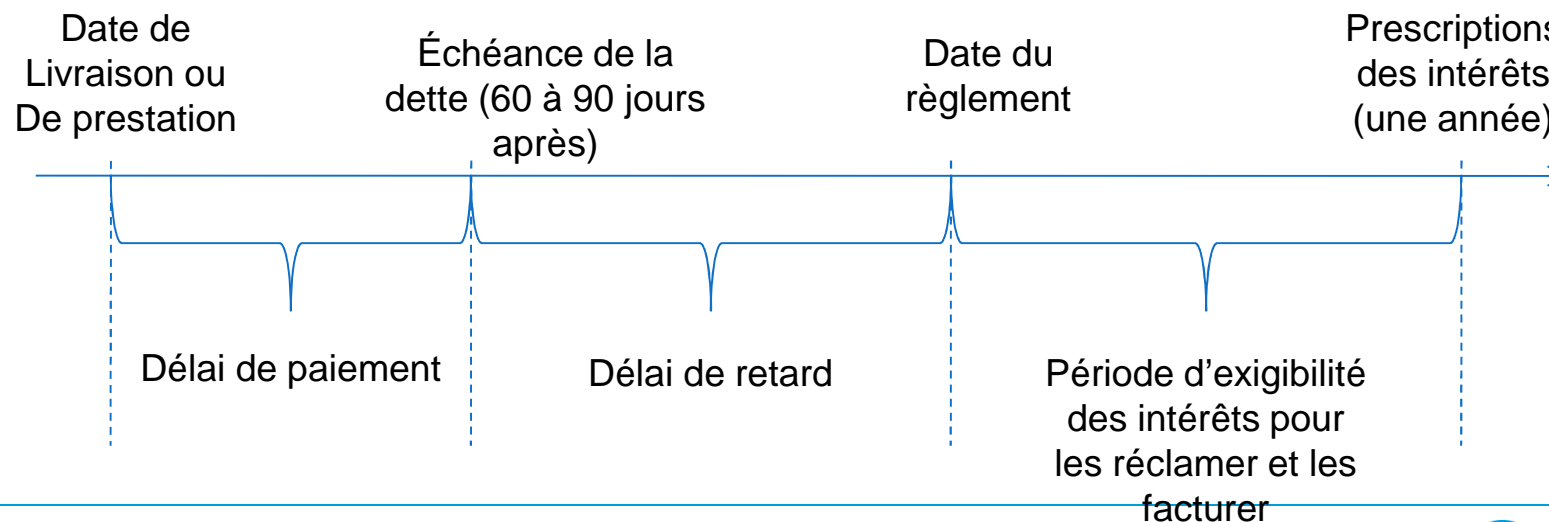 Date de
Livraison ou
De prestation
Échéance de la
dette (60 à 90 jours
après)
Date du
règlement
Prescriptions
des intérêts
(une année)
Délai de paiement
Délai de retard
Période d'exigibilité
des intérêts pour
les réclamer et les
facturer